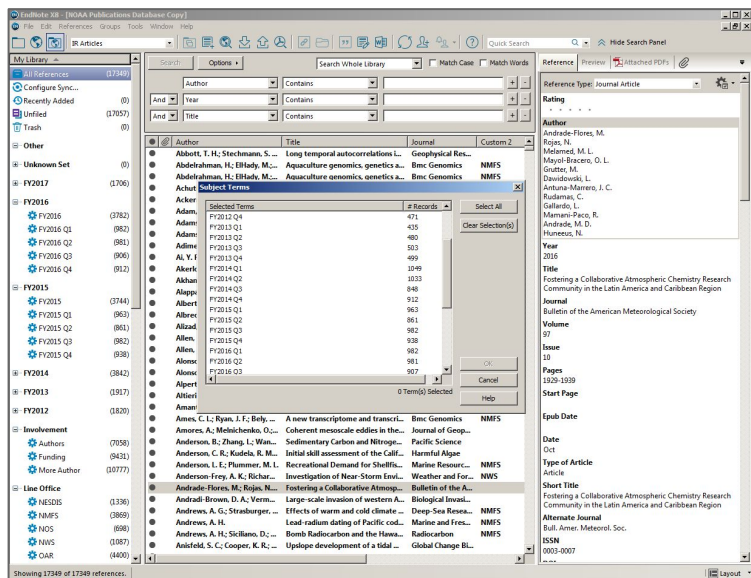 EndNote X8 - [NOAA Publications Database Copy]
File Edit References Groups Tools Window Help
IR Articles
Quick Search
Hide Search Panel
My Library
All References (17349)
Configure Sync...
Recently Added (0)
Unfiled (17057)
Trash (0)
Other
Unknown Set (0)
FY2017 (1706)
FY2016
FY2016 (3782)
FY2016 Q1 (982)
FY2016 Q2 (981)
FY2016 Q3 (906)
FY2016 Q4 (912)
FY2015
FY2015 (3744)
FY2015 Q1 (963)
FY2015 Q2 (861)
FY2015 Q3 (982)
FY2015 Q4 (938)
FY2014 (3842)
FY2013 (1917)
FY2012 (1820)
Involvement
Authors (7058)
Funding (9431)
More Author (10777)
Line Office
NESDIS (1336)
NMFS (3869)
NOS (698)
NWS (1087)
OAR (4400)
Search Options Search Whole Library Match Case Match Words
Author Contains + -
And Year Contains + -
And Title Contains + -
Author Title Journal Custom 2
Abbott, T. H.; Stechmann, S. ... Long temporal autocorrelations i... Geophysical Res...
Abdelrahman, H.; ElHady, M.;... Aquaculture genomics, genetics a... Bmc Genomics NMFS
Abdelrahman, H.; ElHady, M.;... Aquaculture genomics, genetics a... Bmc Genomics NMFS
Achut
Acker
Adam,
Adams
Adams
Adime
Ai, Y. F
Akerlo
Akhan
Alappa
Albert
Albrec
Alizad,
Allen,
Allen,
Alonso
Alonso
Alpert
Altieri
Amant
Subject Terms
Selected Terms # Records
FY2012 Q4 471
FY2013 Q1 435
FY2013 Q2 480
FY2013 Q3 503
FY2013 Q4 499
FY2014 Q1 1049
FY2014 Q2 1033
FY2014 Q3 848
FY2014 Q4 912
FY2015 Q1 963
FY2015 Q2 861
FY2015 Q3 982
FY2015 Q4 938
FY2016 Q1 982
FY2016 Q2 981
FY2016 Q3 907
0 Term(s) Selected
Select All
Clear Selection(s)
OK
Cancel
Help
Ames, C. L.; Ryan, J. F.; Bely, ... A new transcriptome and transcri... Bmc Genomics NMFS
Amores, A.; Melnichenko, O.;... Coherent mesoscale eddies in the... Journal of Geop...
Anderson, B.; Zhang, L.; Wan... Sedimentary Carbon and Nitroge... Pacific Science
Anderson, C. R.; Kudela, R. M... Initial skill assessment of the Calif... Harmful Algae
Anderson, L. E.; Plummer, M. L. Recreational Demand for Shellfis... Marine Resourc... NMFS
Anderson-Frey, A. K.; Richar... Investigation of Near-Storm Envi... Weather and For... NWS
Andrade-Flores, M.; Rojas, N.... Fostering a Collaborative Atmosp... Bulletin of the A...
Andradi-Brown, D. A.; Verm... Large-scale invasion of western A... Biological Invasi...
Andrews, A. G.; Strasburger, ... Effects of warm and cold climate ... Deep-Sea Resea... NMFS
Andrews, A. H. Lead-radium dating of Pacific cod... Marine and Fres... NMFS
Andrews, A. H.; Siciliano, D.; ... Bomb Radiocarbon and the Hawa... Radiocarbon NMFS
Anisfeld, S. C.; Cooper, K. R.; ... Upslope development of a tidal ... Global Change Bi...
Reference Preview Attached PDFs
Reference Type: Journal Article
Rating
Author
Andrade-Flores, M.
Rojas, N.
Melamed, M. L.
Mayol-Bracero, O. L.
Grutter, M.
Dawidowski, L.
Antuna-Marrero, J. C.
Rudamas, C.
Gallardo, L.
Mamani-Paco, R.
Andrade, M. D.
Huneeus, N.
Year
2016
Title
Fostering a Collaborative Atmospheric Chemistry Research
Community in the Latin America and Caribbean Region
Journal
Bulletin of the American Meteorological Society
Volume
97
Issue
10
Pages
1929-1939
Start Page
Epub Date
Date
Oct
Type of Article
Article
Short Title
Fostering a Collaborative Atmospheric Chemistry Research
Community in the Latin America and Caribbean Region
Alternate Journal
Bull. Amer. Meteorol. Soc.
ISSN
0003-0007
Showing 17349 of 17349 references.
Layout